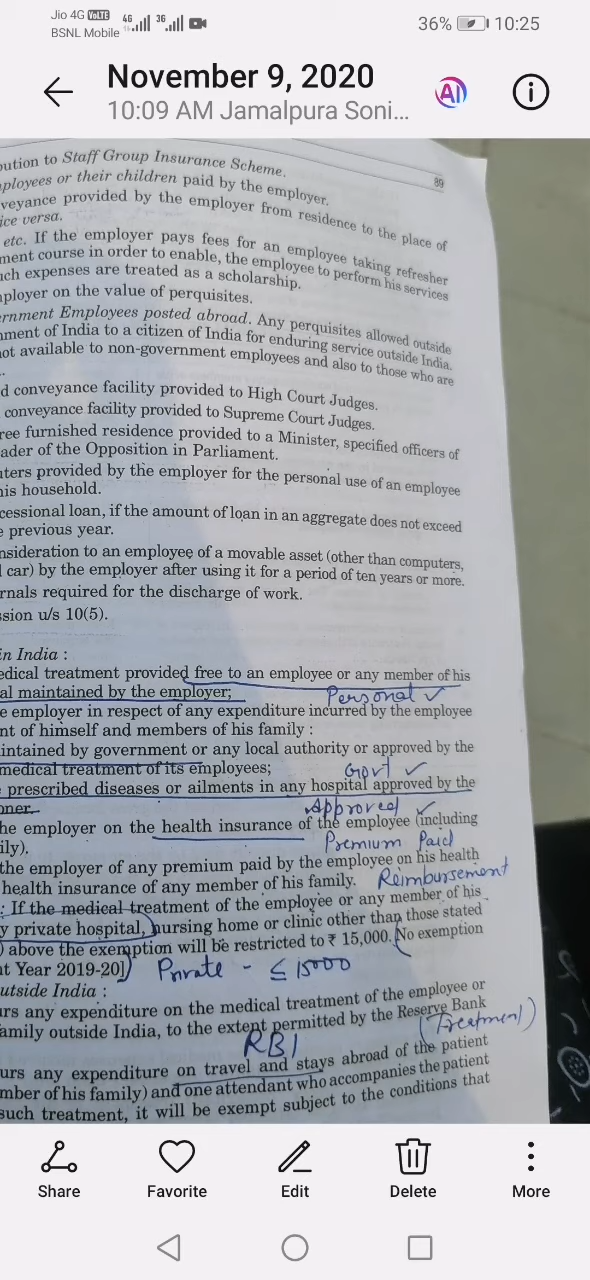 Jio 4G VoLTE 4G 3G 36% 10:25
BSNL Mobile
November 9, 2020
10:09 AM Jamalpura Soni...
AI
89
oution to Staff Group Insurance Scheme.
ployees or their children paid by the employer.
veyance provided by the employer from residence to the place of
ice versa.
etc. If the employer pays fees for an employee taking refresher
ment course in order to enable, the employee to perform his services
ch expenses are treated as a scholarship.
ployer on the value of perquisites.
ernment Employees posted abroad. Any perquisites allowed outside
nment of India to a citizen of India for enduring service outside India.
ot available to non-government employees and also to those who are
d conveyance facility provided to High Court Judges.
conveyance facility provided to Supreme Court Judges.
ree furnished residence provided to a Minister, specified officers of
ader of the Opposition in Parliament.
uters provided by the employer for the personal use of an employee
his household.
cessional loan, if the amount of loan in an aggregate does not exceed
e previous year.
nsideration to an employee of a movable asset (other than computers,
l car) by the employer after using it for a period of ten years or more.
rnals required for the discharge of work.
ssion u/s 10(5).
in India :
edical treatment provided free to an employee or any member of his
al maintained by the employer;
Personal ✓
e employer in respect of any expenditure incurred by the employee
nt of himself and members of his family :
intained by government or any local authority or approved by the
medical treatment of its employees;
Govt ✓
prescribed diseases or ailments in any hospital approved by the
oner.
Approved ✓
he employer on the health insurance of the employee (including
ily).
Premium Paid
the employer of any premium paid by the employee on his health
health insurance of any member of his family.
Reimbursement
: If the medical treatment of the employee or any member of his
y private hospital, nursing home or clinic other than those stated
) above the exemption will be restricted to ₹ 15,000. [No exemption
nt Year 2019-20]
Private - ≤ 15000
utside India :
urs any expenditure on the medical treatment of the employee or
amily outside India, to the extent permitted by the Reserve Bank
(Treatment)
RBI
urs any expenditure on travel and stays abroad of the patient
mber of his family) and one attendant who accompanies the patient
such treatment, it will be exempt subject to the conditions that
Share Favorite Edit Delete More